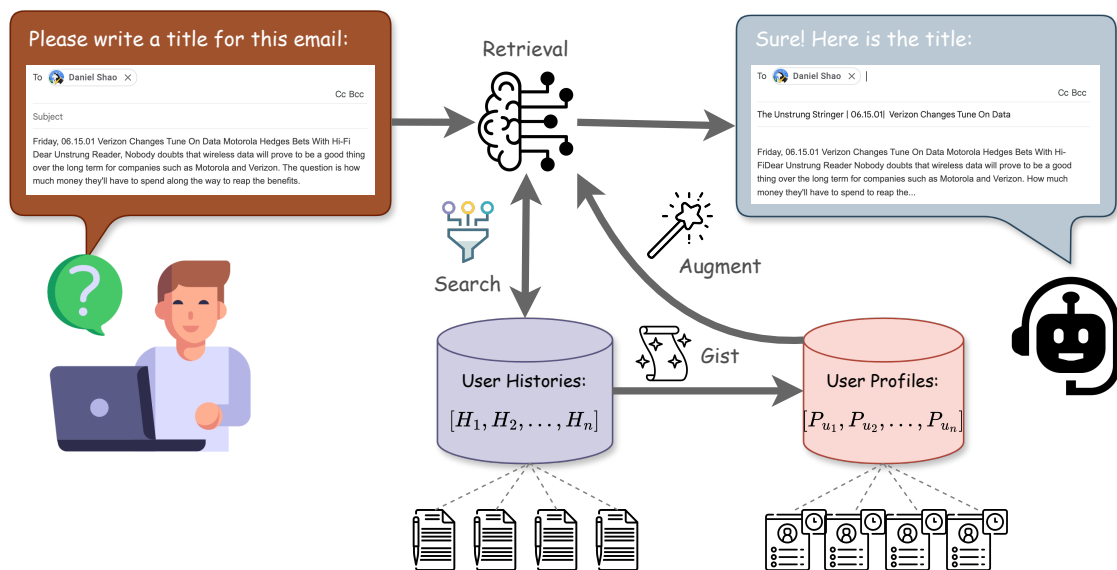 Please write a title for this email:
To Daniel Shao ×
Cc Bcc
Subject
Friday, 06.15.01 Verizon Changes Tune On Data Motorola Hedges Bets With Hi-Fi
Dear Unstrung Reader, Nobody doubts that wireless data will prove to be a good thing
over the long term for companies such as Motorola and Verizon. The question is how
much money they'll have to spend along the way to reap the benefits.
Retrieval
Sure! Here is the title:
To Daniel Shao ×
Cc Bcc
The Unstrung Stringer | 06.15.01| Verizon Changes Tune On Data
Friday, 06.15.01 Verizon Changes Tune On Data Motorola Hedges Bets With Hi-
FiDear Unstrung Reader Nobody doubts that wireless data will prove to be a good
thing over the long term for companies such as Motorola and Verizon. How much
money they'll have to spend to reap the...
?
Search
Augment
Gist
User Histories:
[H₁, H₂, . . . , Hₙ]
User Profiles:
[P_{u₁}, P_{u₂}, . . . , P_{uₙ}]